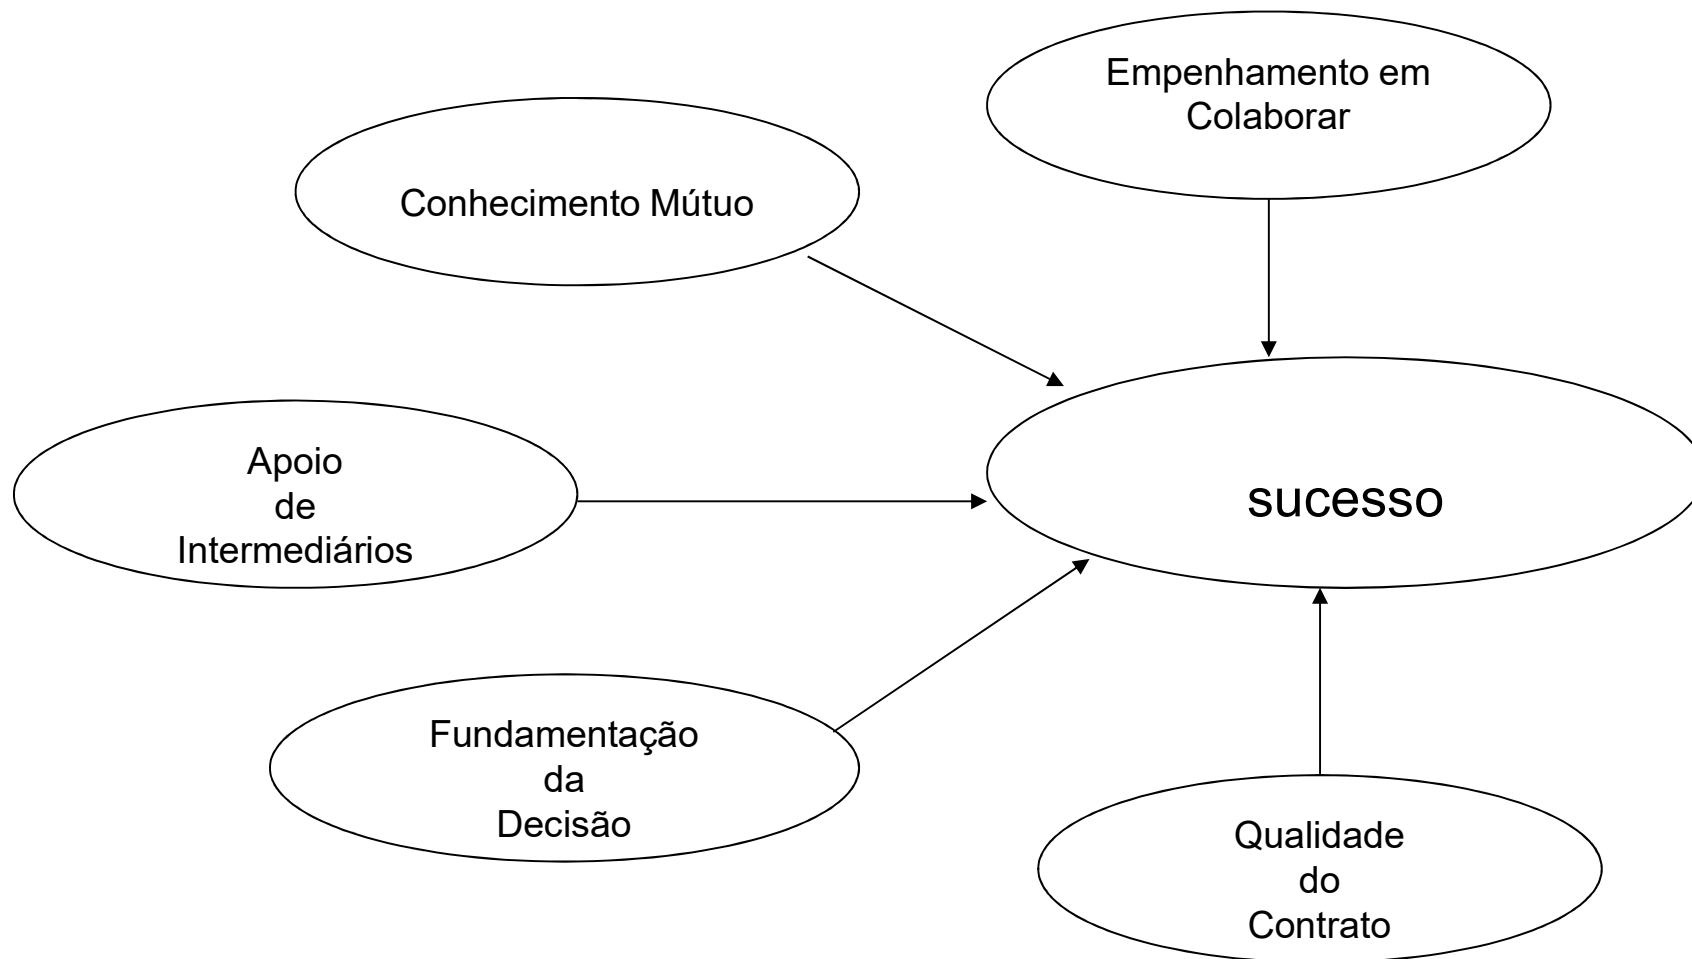 Empenhamento em
Colaborar
Conhecimento Mútuo
Apoio
de
Intermediários
sucesso
Fundamentação
da
Decisão
Qualidade
do
Contrato